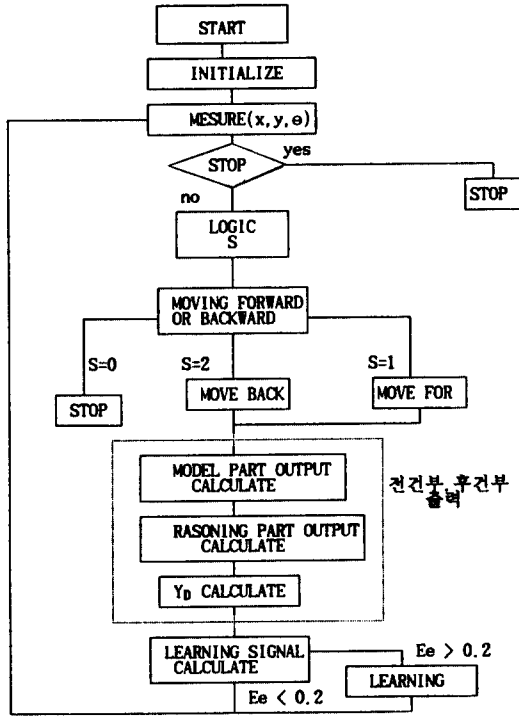 START
INITIALIZE
MESURE(x,y,θ)
STOP
yes
STOP
no
LOGIC
S
MOVING FORWARD
OR BACKWARD
S=0
S=2
S=1
STOP
MOVE BACK
MOVE FOR
MODEL PART OUTPUT
CALCULATE
전건부,후건부
출력
RASONING PART OUTPUT
CALCULATE
YD CALCULATE
LEARNING SIGNAL
CALCULATE
Ee > 0.2
LEARNING
Ee < 0.2